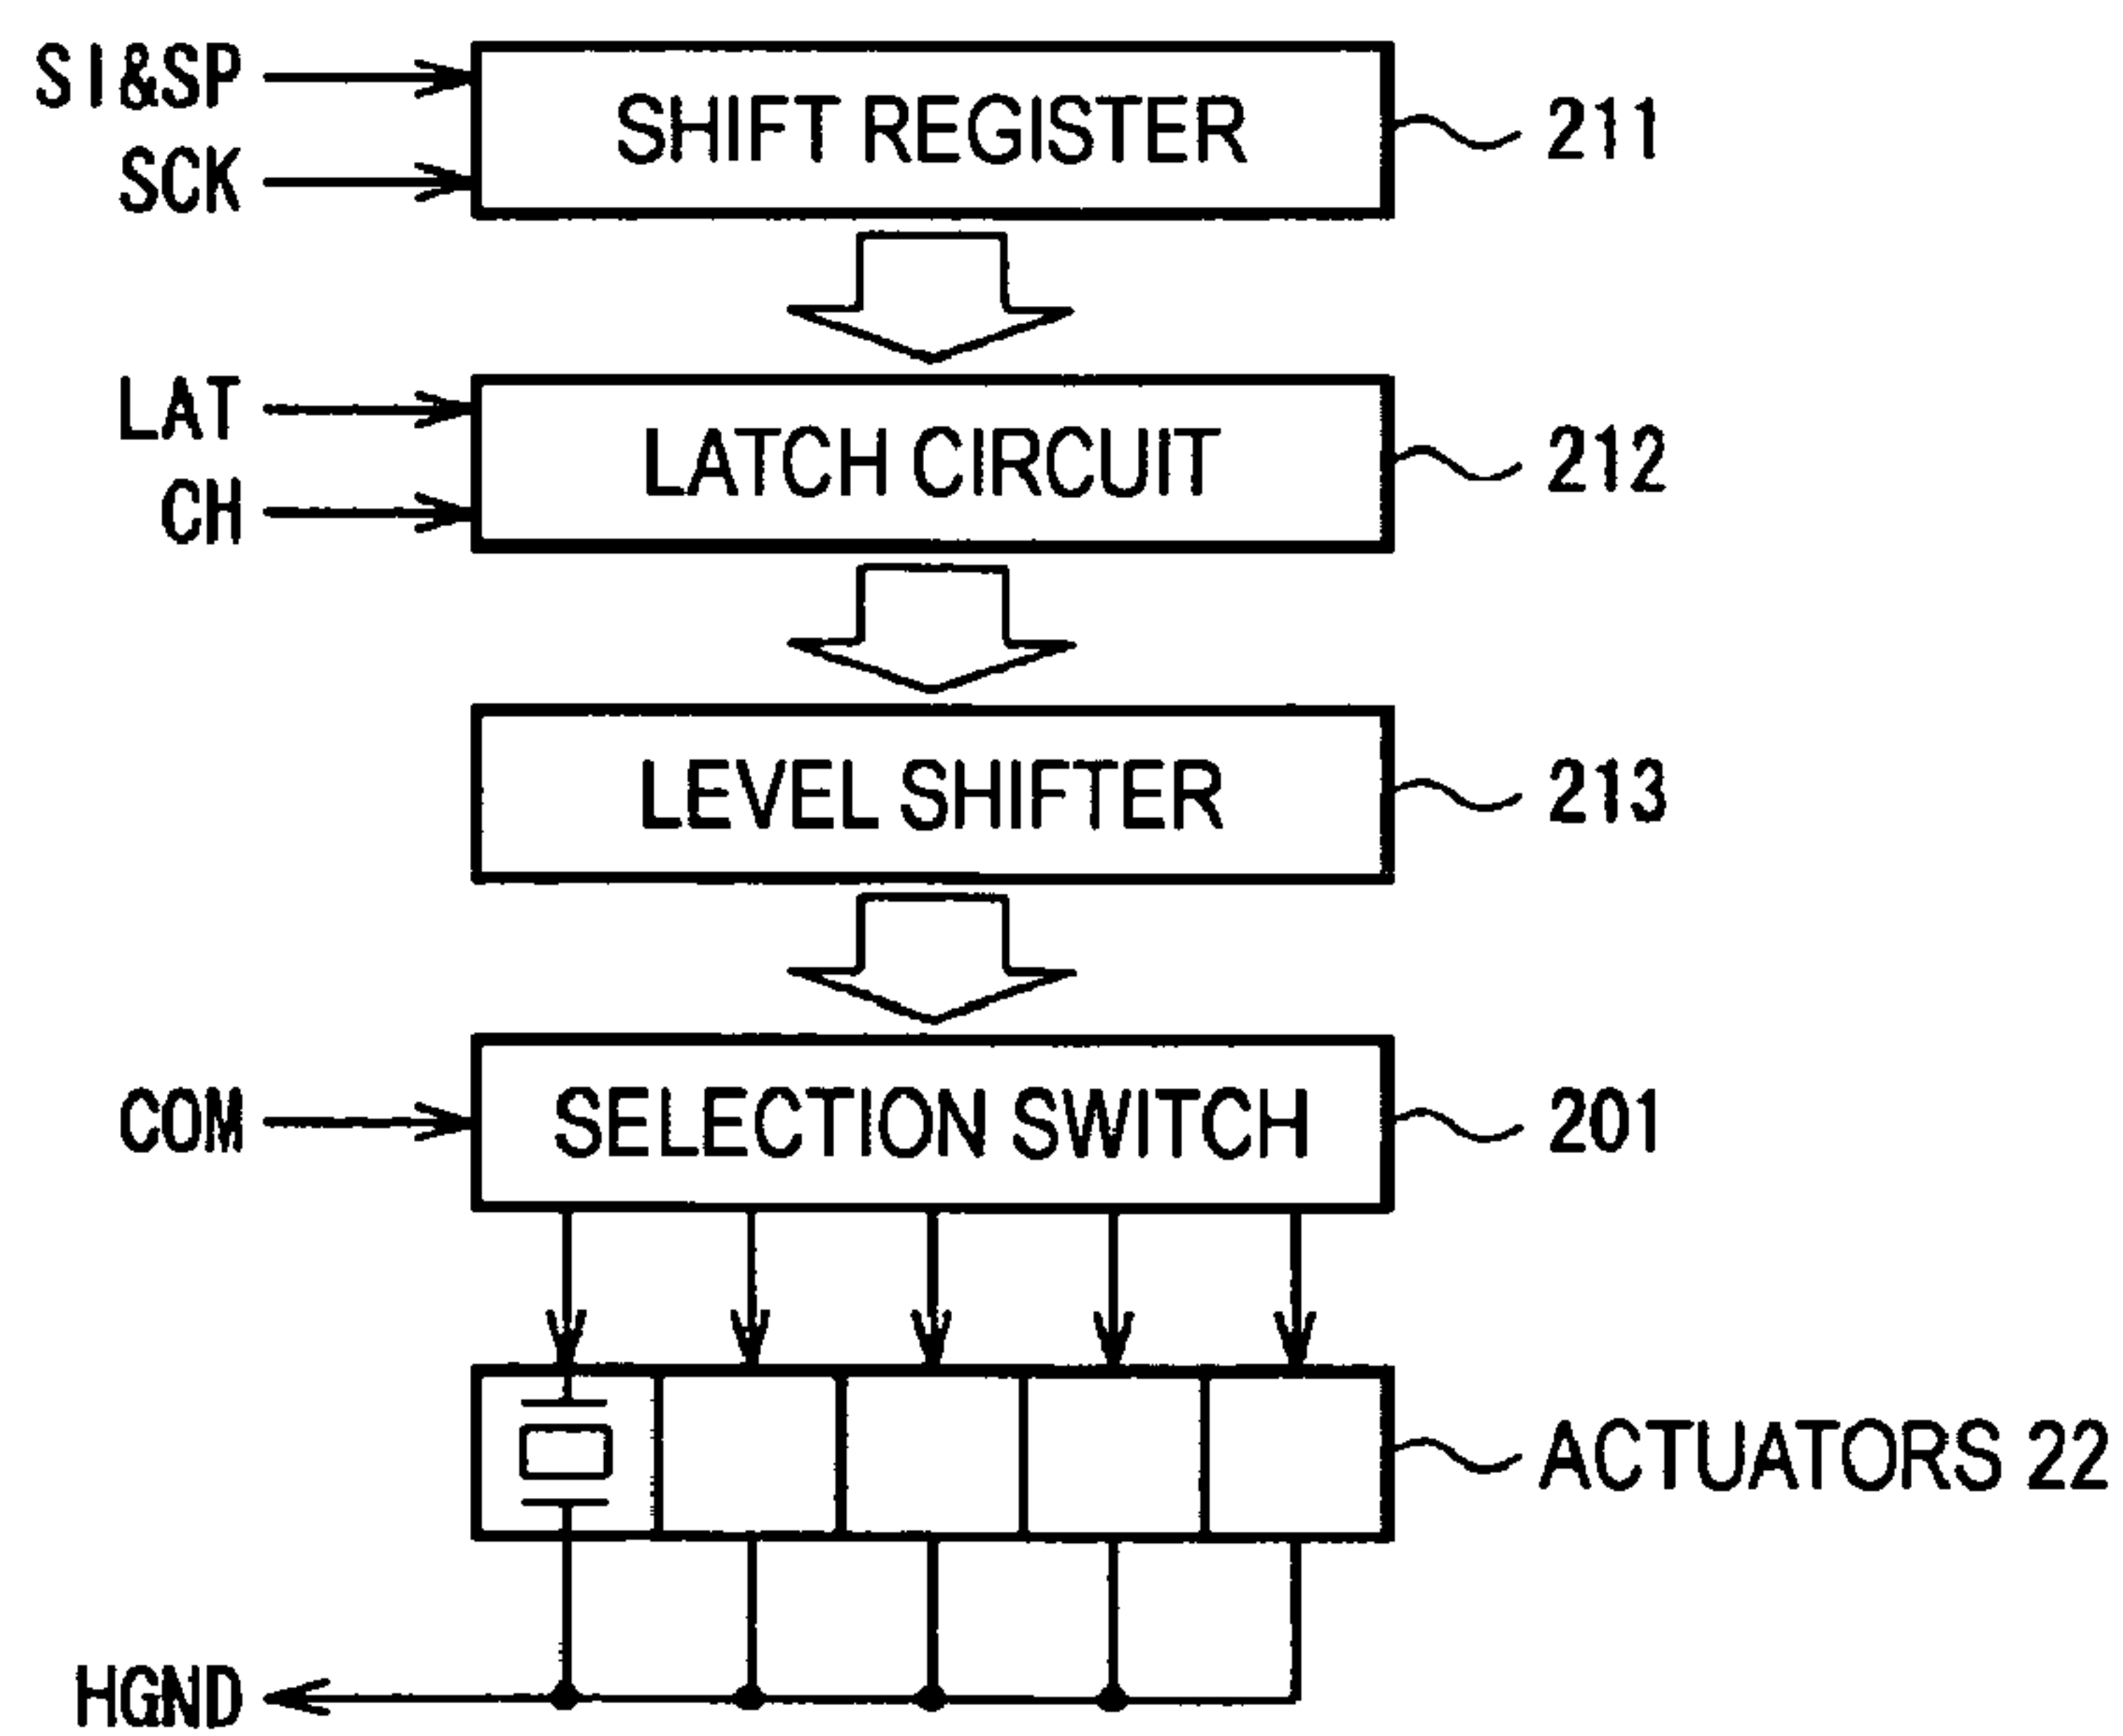 SI&SP
SHIFT REGISTER
211
SCK
LAT
LATCH CIRCUIT
212
CH
LEVEL SHIFTER
213
COM
SELECTION SWITCH
201
ACTUATORS 22
HGND